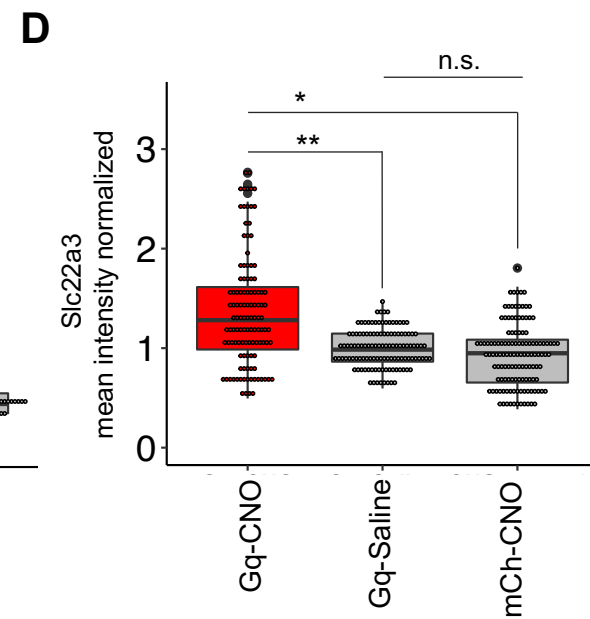 D
n.s.
*
**
Slc22a3
mean intensity normalized
3
2
1
0
Gq-CNO
Gq-Saline
mCh-CNO